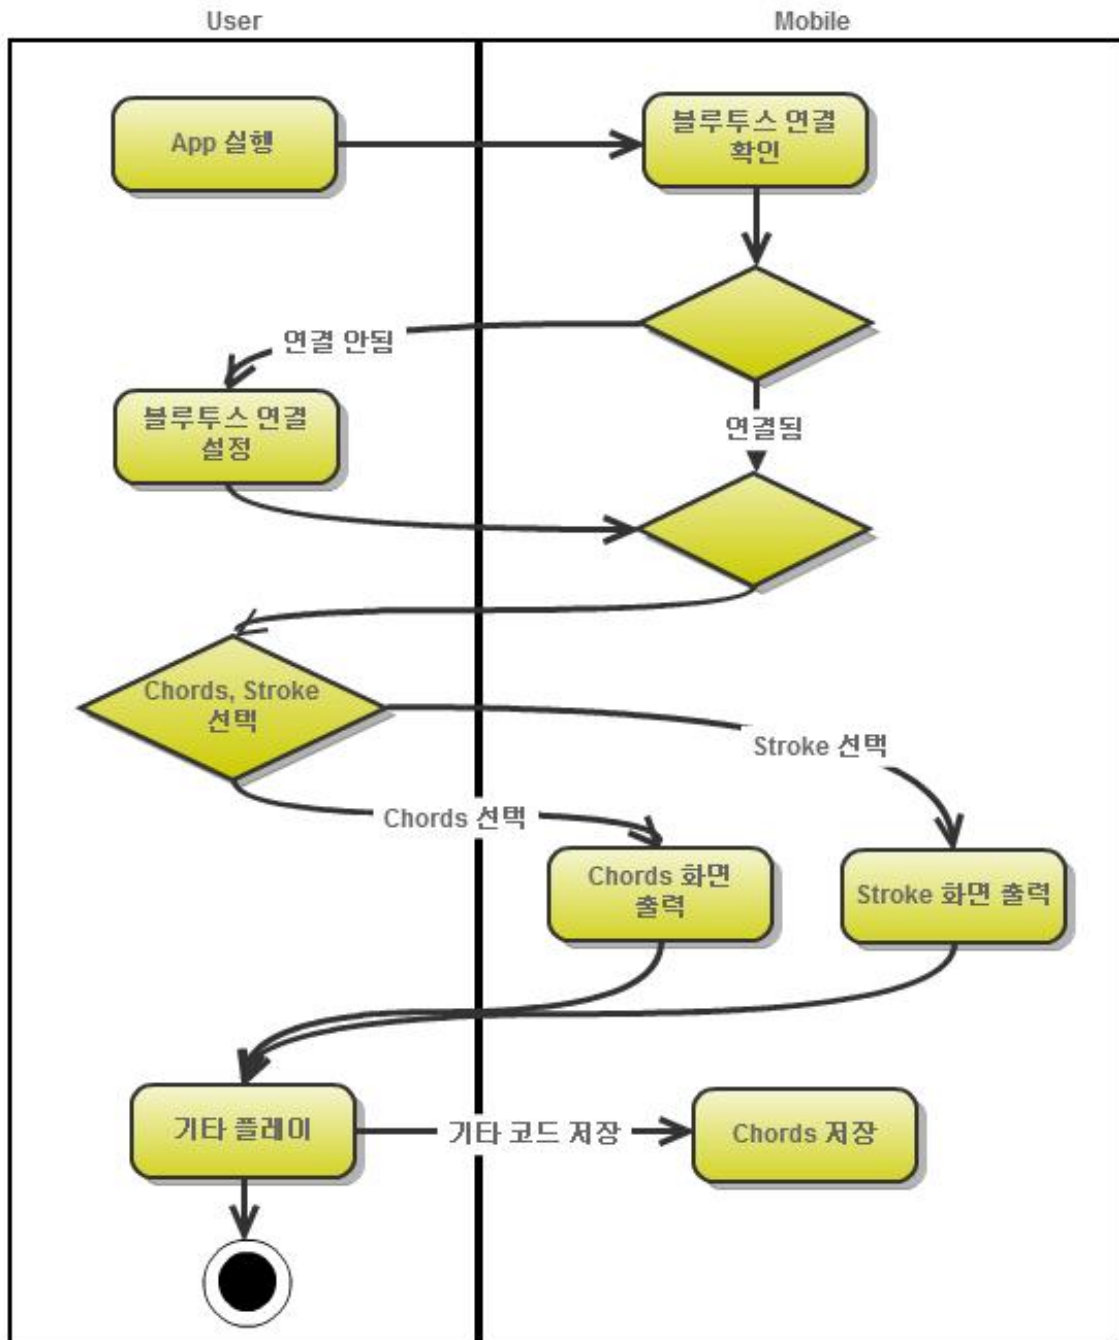 User
Mobile
App 실행
블루투스 연결
확인
연결 안됨
블루투스 연결
설정
연결됨
Chords, Stroke
선택
Stroke 선택
Chords 선택
Chords 화면
출력
Stroke 화면 출력
기타 플레이
기타 코드 저장
Chords 저장